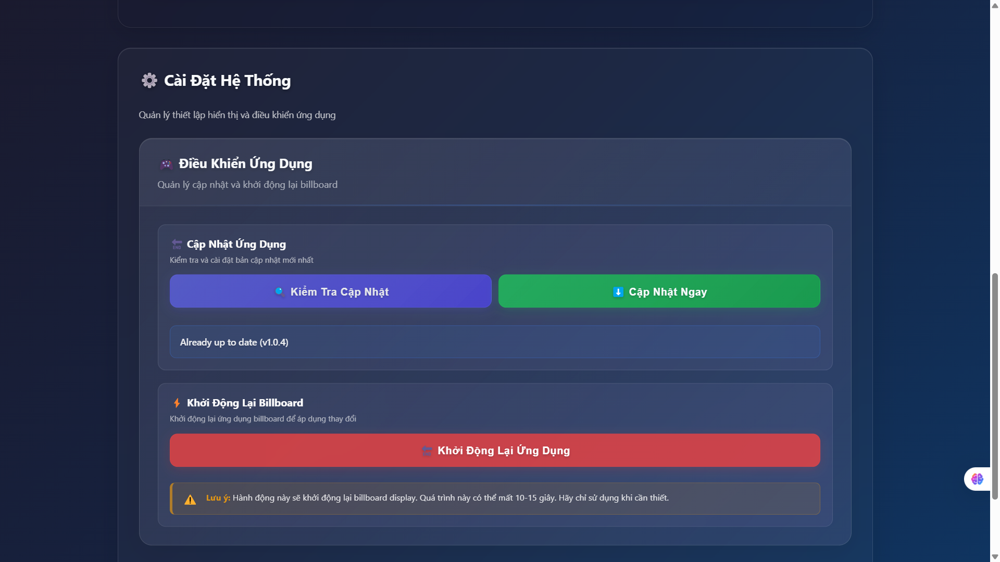 Cài Đặt Hệ Thống
Quản lý thiết lập hiển thị và điều khiển ứng dụng
Điều Khiển Ứng Dụng
Quản lý cập nhật và khởi động lại billboard
END
Cập Nhật Ứng Dụng
Kiểm tra và cài đặt bản cập nhật mới nhất
Kiểm Tra Cập Nhật
Cập Nhật Ngay
Already up to date (v1.0.4)
Khởi Động Lại Billboard
Khởi động lại ứng dụng billboard để áp dụng thay đổi
Khởi Động Lại Ứng Dụng
Lưu ý: Hành động này sẽ khởi động lại billboard display. Quá trình này có thể mất 10-15 giây. Hãy chỉ sử dụng khi cần thiết.